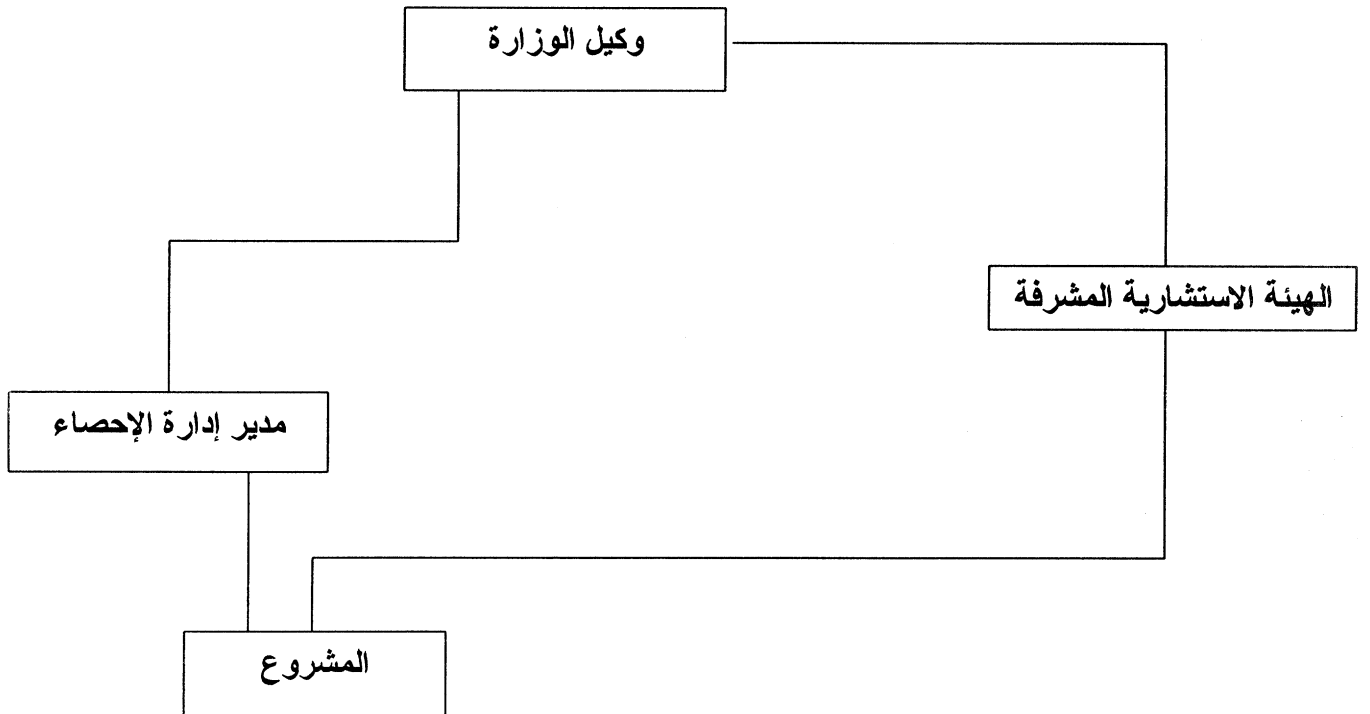 وكيل الوزارة
الهيئة الاستشارية المشرفة
مدير إدارة الإحصاء
المشروع